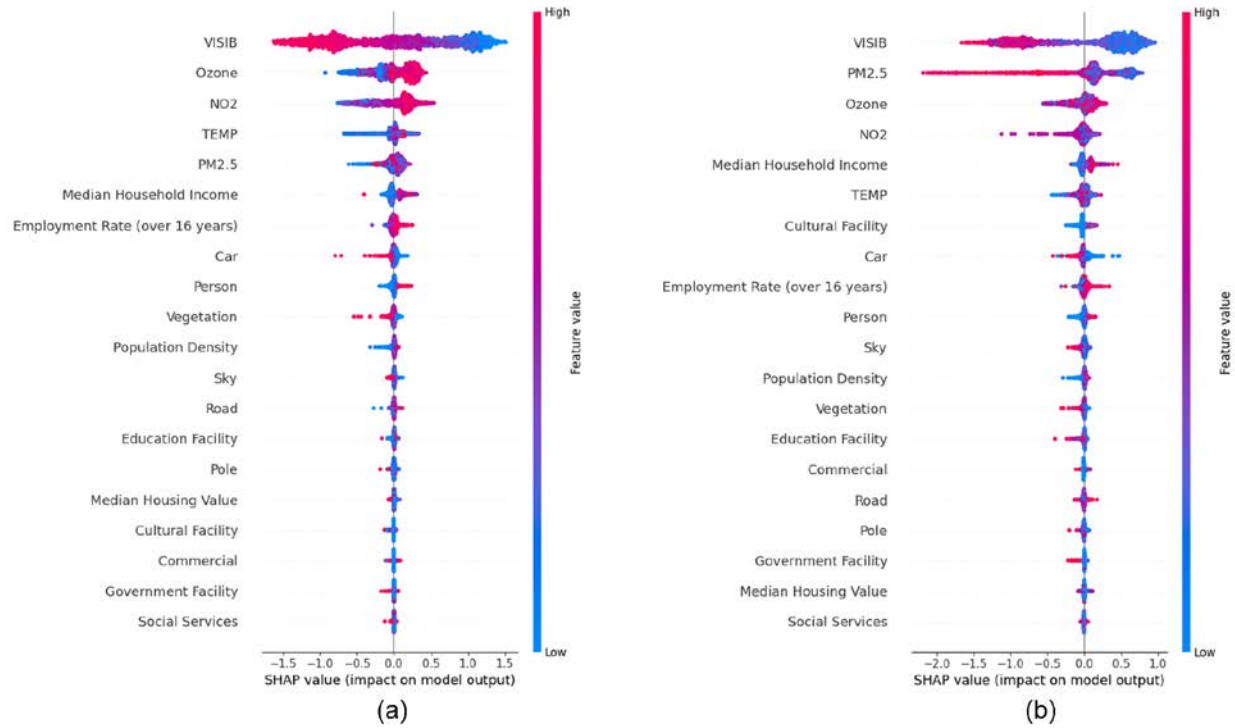 High
VISIB
Ozone
NO2
TEMP
PM2.5
Median Household Income
Employment Rate (over 16 years)
Car
Person
Vegetation
Population Density
Sky
Road
Education Facility
Pole
Median Housing Value
Cultural Facility
Commercial
Government Facility
Social Services
Feature value
Low
−1.5 −1.0 −0.5 0.0 0.5 1.0 1.5
SHAP value (impact on model output)
(a)
High
VISIB
PM2.5
Ozone
NO2
Median Household Income
TEMP
Cultural Facility
Car
Employment Rate (over 16 years)
Person
Sky
Population Density
Vegetation
Education Facility
Commercial
Road
Pole
Government Facility
Median Housing Value
Social Services
Feature value
Low
−2.0 −1.5 −1.0 −0.5 0.0 0.5 1.0
SHAP value (impact on model output)
(b)